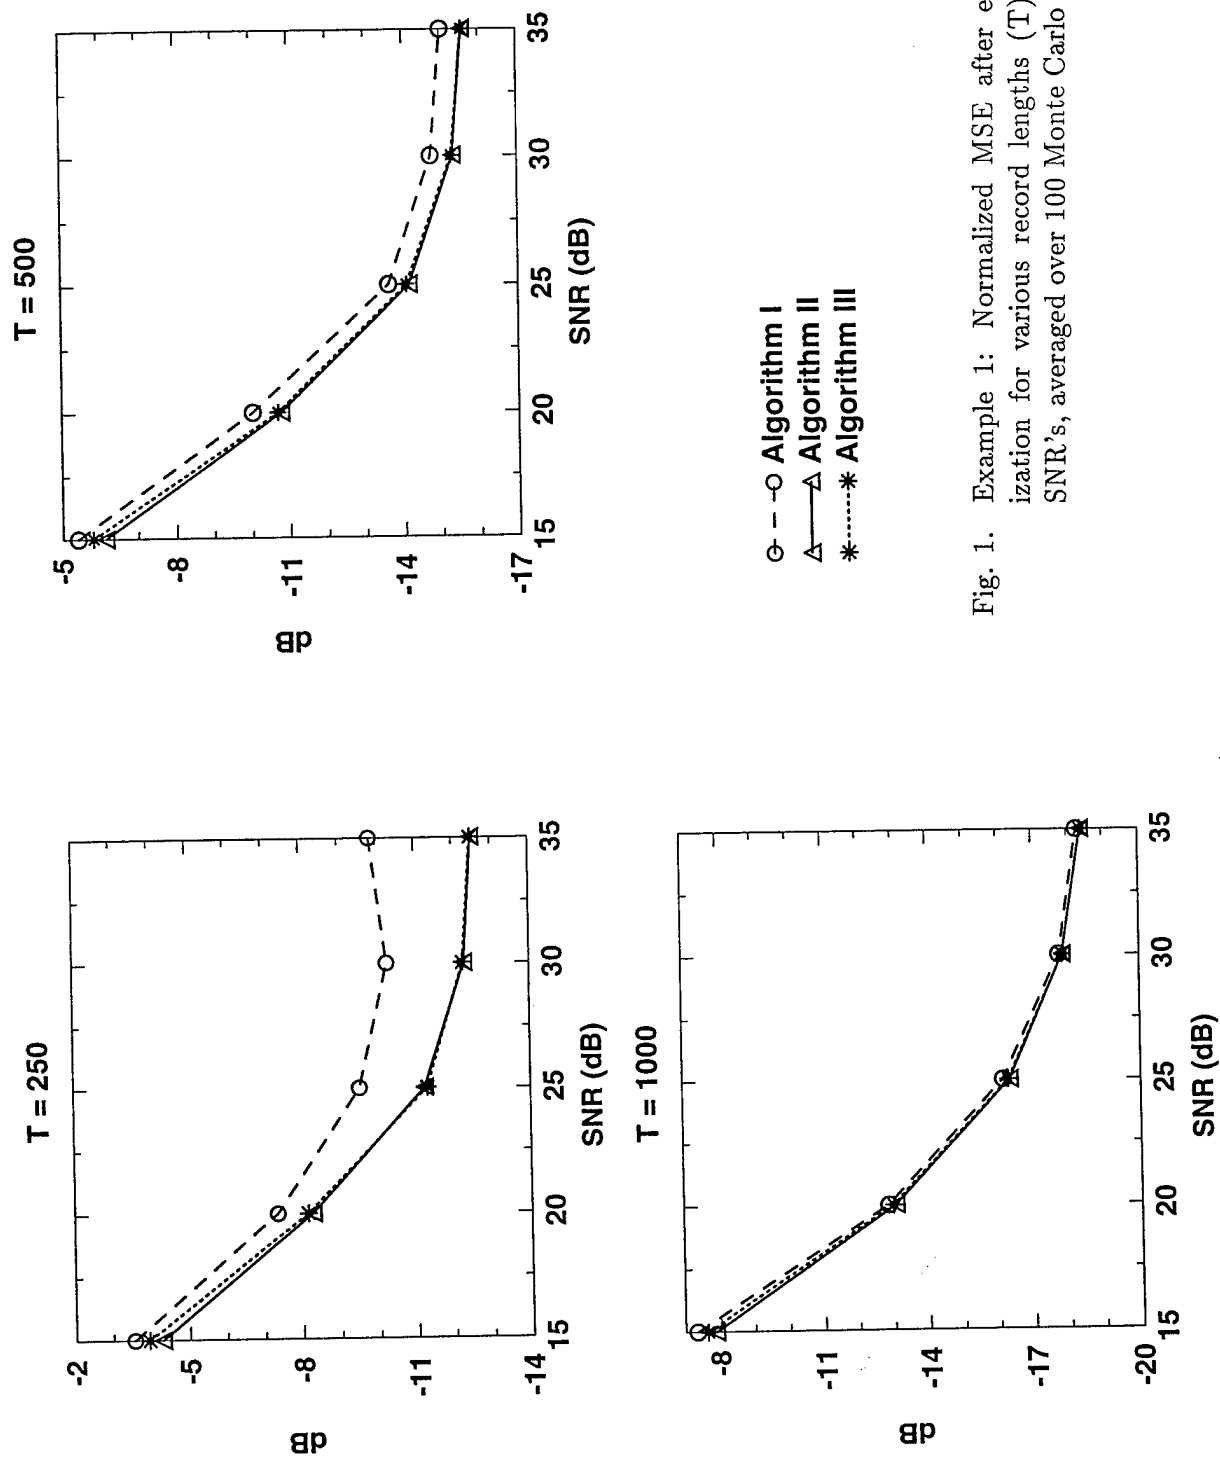 T = 250
dB
-2
-5
-8
-11
-14
15
20
25
30
35
SNR (dB)
T = 500
dB
-5
-8
-11
-14
-17
15
20
25
30
35
SNR (dB)
T = 1000
dB
-8
-11
-14
-17
-20
15
20
25
30
35
SNR (dB)
Algorithm I
Algorithm II
Algorithm III
Fig. 1. Example 1: Normalized MSE after e
ization for various record lengths (T)
SNR's, averaged over 100 Monte Carlo